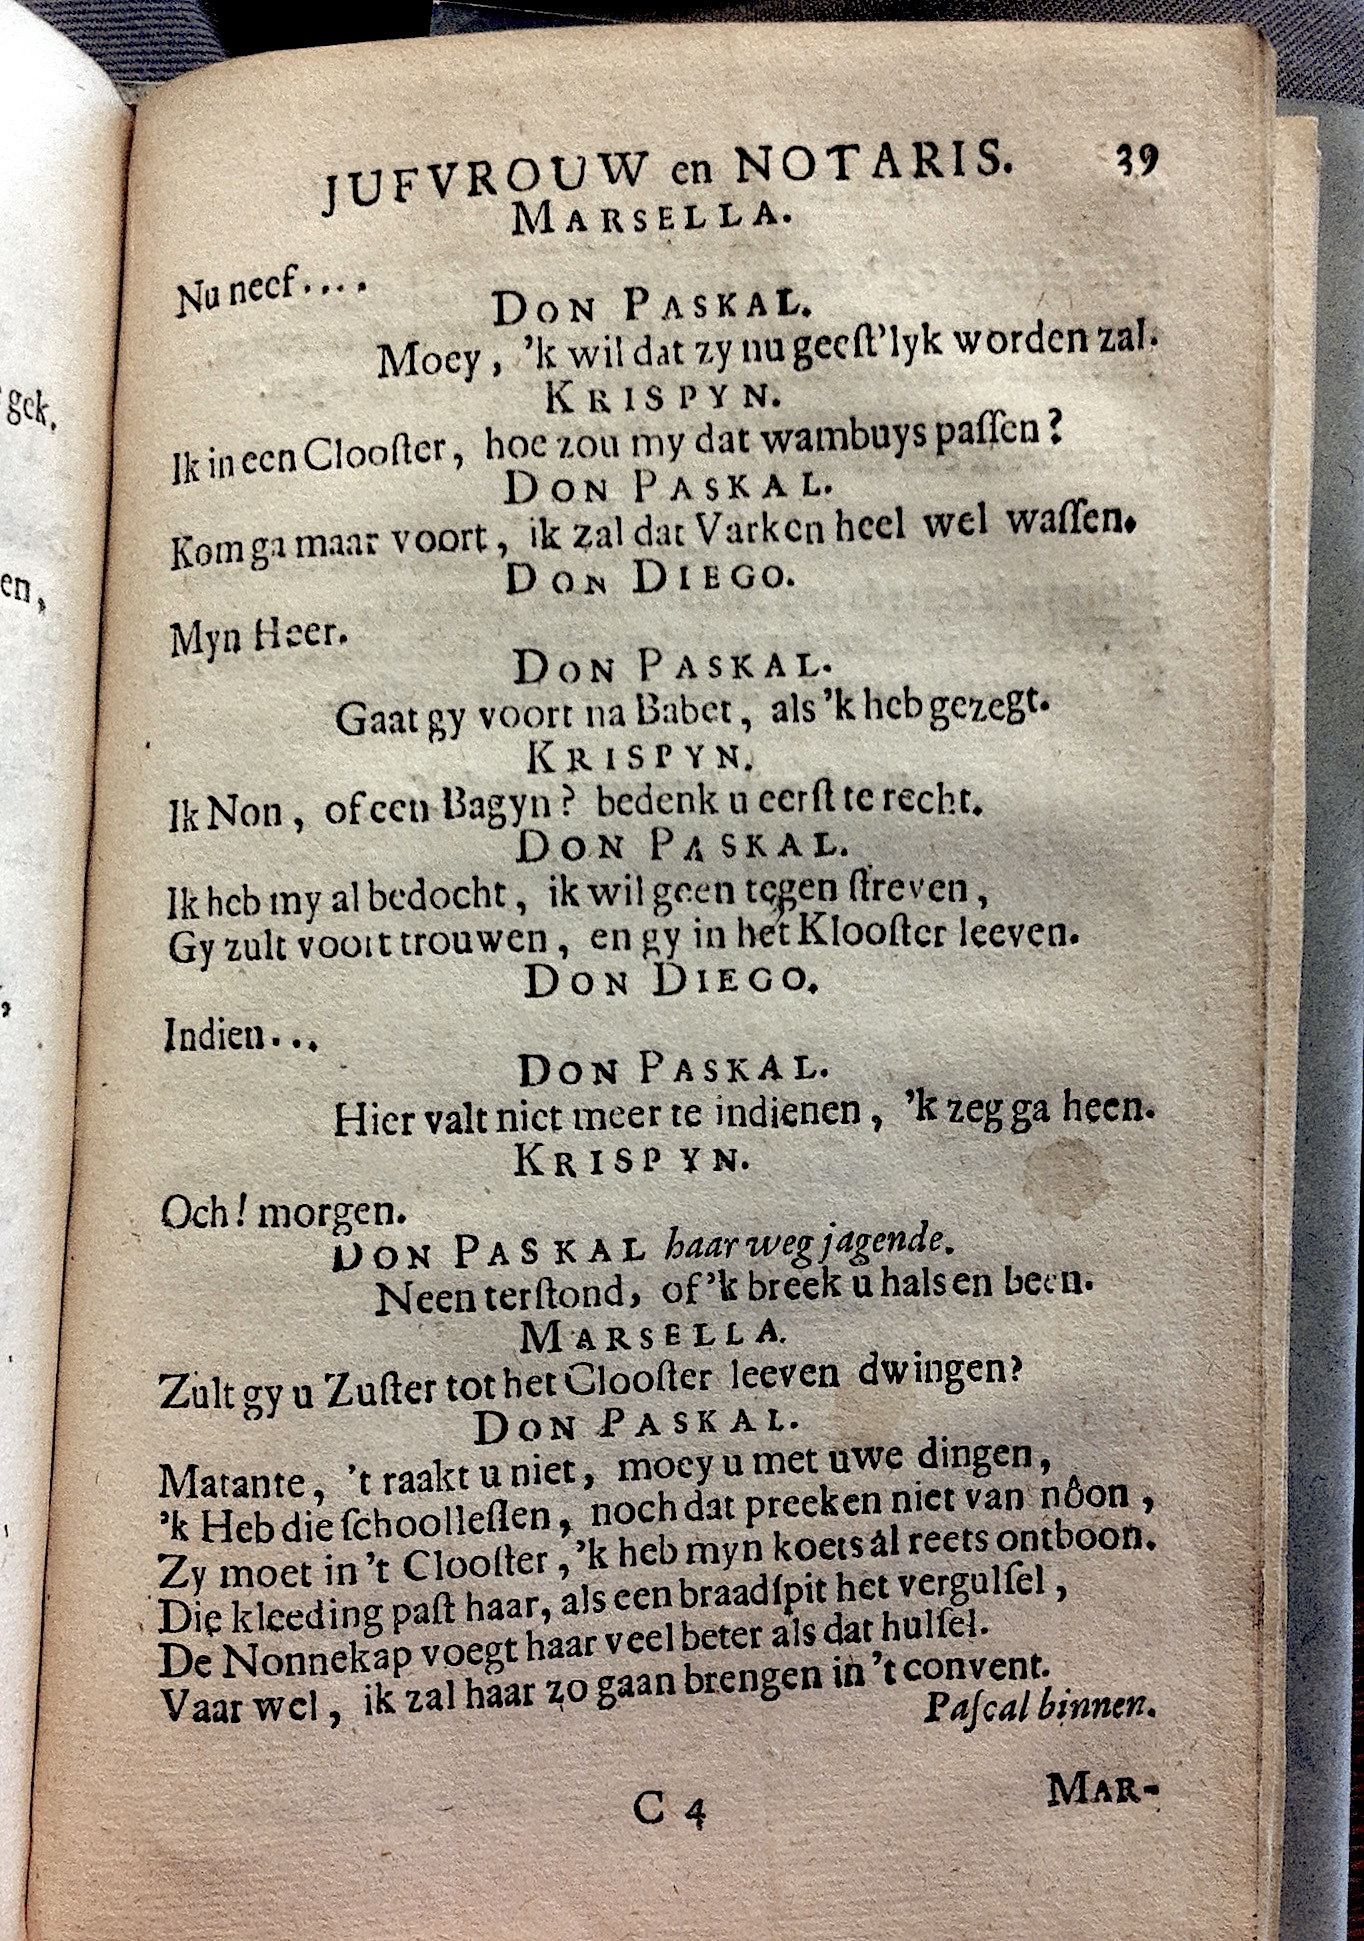 JUFVROUW en NOTARIS. 39
MARSELLA.
Nu neef....
DON PASKAL.
Moey, 'k wil dat zy nu geeſt'lyk worden zal.
KRISPYN.
Ik in een Clooſter, hoe zou my dat wambuys paſſen?
DON PASKAL.
Kom ga maar voort, ik zal dat Varken heel wel waſſen.
DON DIEGO.
Myn Heer.
DON PASKAL.
Gaat gy voort na Babet, als 'k heb gezegt.
KRISPYN.
Ik Non, of een Bagyn? bedenk u eerſt te recht.
DON PASKAL.
Ik heb my al bedocht, ik wil geen tegen ſtreven,
Gy zult voort trouwen, en gy in het Klooſter leeven.
DON DIEGO.
Indien...
DON PASKAL.
Hier valt niet meer te indienen, 'k zeg ga heen.
KRISPYN.
Och! morgen.
DON PASKAL haar weg jagende.
Neen terſtond, of 'k breek u hals en been.
MARSELLA.
Zult gy u Zuſter tot het Clooſter leeven dwingen?
DON PASKAL.
Matante, 't raakt u niet, moey u met uwe dingen,
'k Heb die ſchoolleſſen, noch dat preeken niet van nôon,
Zy moet in 't Clooſter, 'k heb myn koets al reets ontboon.
Die kleeding paſt haar, als een braadſpit het vergulſel,
De Nonnekap voegt haar veel beter als dat hulſel.
Vaar wel, ik zal haar zo gaan brengen in 't convent.
Paſcal binnen.
C 4 MAR-
gek.
en,
,